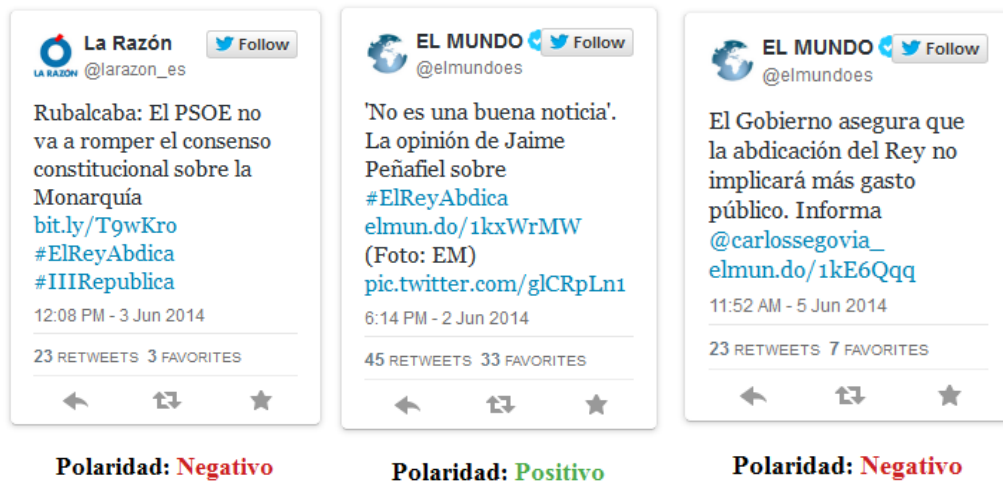 La Razón
Follow
LA RAZON
@larazon_es
Rubalcaba: El PSOE no
va a romper el consenso
constitucional sobre la
Monarquía
bit.ly/T9wKro
#ElReyAbdica
#IIIRepublica
12:08 PM - 3 Jun 2014
23 RETWEETS 3 FAVORITES
Polaridad: Negativo
EL MUNDO
Follow
@elmundoes
'No es una buena noticia'.
La opinión de Jaime
Peñafiel sobre
#ElReyAbdica
elmun.do/1kxWrMW
(Foto: EM)
pic.twitter.com/glCRpLn1
6:14 PM - 2 Jun 2014
45 RETWEETS 33 FAVORITES
Polaridad: Positivo
EL MUNDO
Follow
@elmundoes
El Gobierno asegura que
la abdicación del Rey no
implicará más gasto
público. Informa
@carlossegovia_
elmun.do/1kE6Qqq
11:52 AM - 5 Jun 2014
23 RETWEETS 7 FAVORITES
Polaridad: Negativo